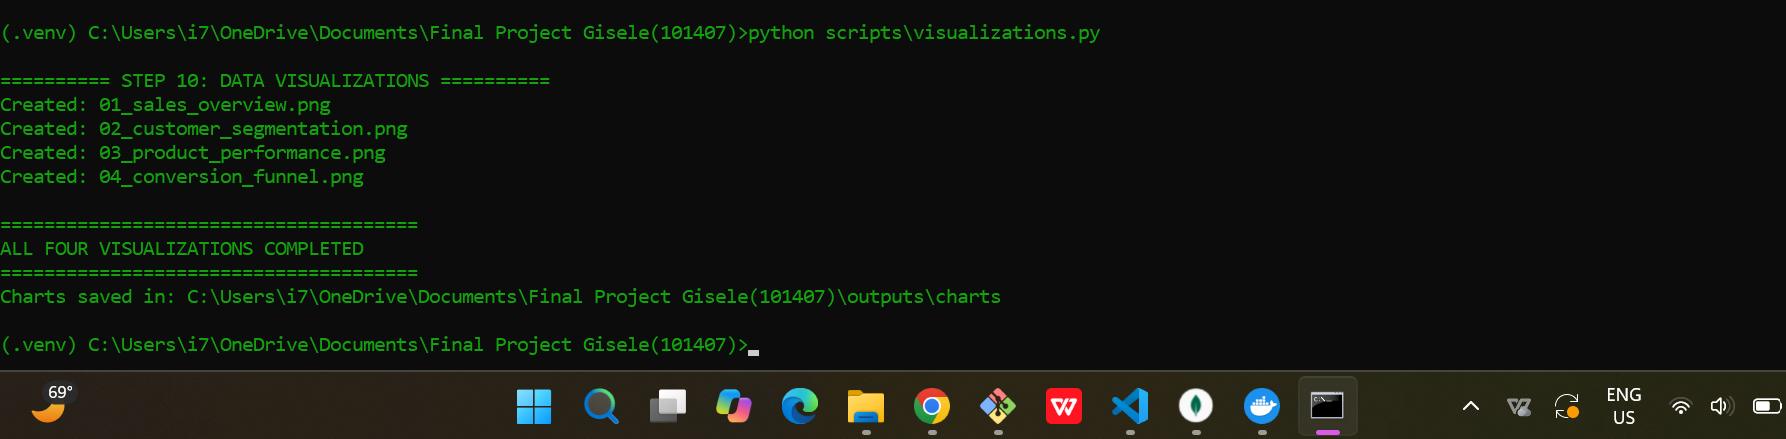 (.venv) C:\Users\i7\OneDrive\Documents\Final Project Gisele(101407)>python scripts\visualizations.py
========== STEP 10: DATA VISUALIZATIONS ==========
Created: 01_sales_overview.png
Created: 02_customer_segmentation.png
Created: 03_product_performance.png
Created: 04_conversion_funnel.png
======================================
ALL FOUR VISUALIZATIONS COMPLETED
======================================
Charts saved in: C:\Users\i7\OneDrive\Documents\Final Project Gisele(101407)\outputs\charts
(.venv) C:\Users\i7\OneDrive\Documents\Final Project Gisele(101407)>
69°
ENG
US